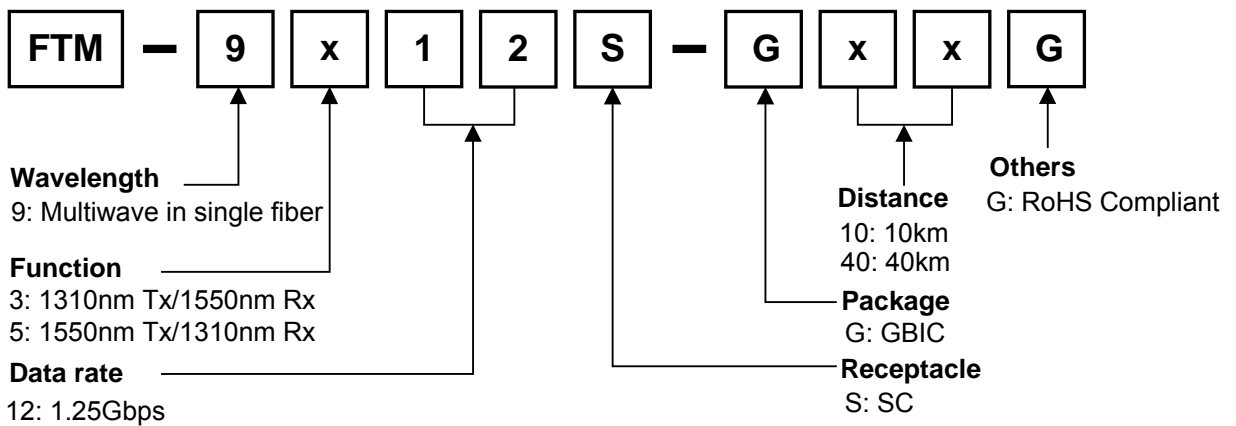 FTM - 9 x 1 2 S - G x x G
Wavelength
9: Multiwave in single fiber
Function
3: 1310nm Tx/1550nm Rx
5: 1550nm Tx/1310nm Rx
Data rate
12: 1.25Gbps
Others
G: RoHS Compliant
Distance
10: 10km
40: 40km
Package
G: GBIC
Receptacle
S: SC